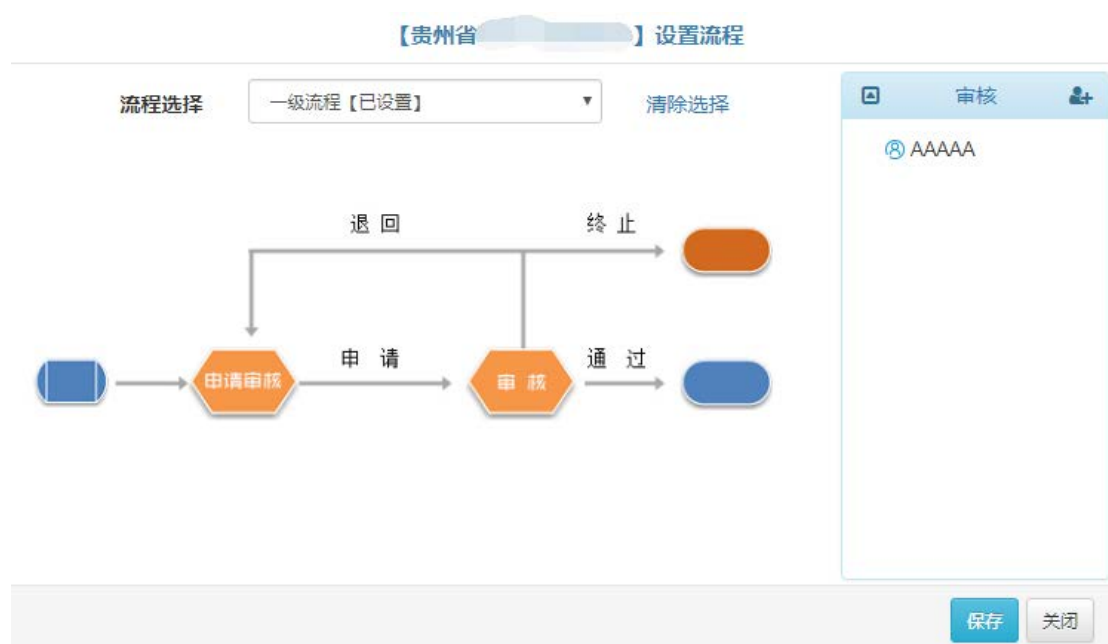 【贵州省 】设置流程
流程选择 一级流程【已设置】 清除选择
审核
AAAAA
退 回 终 止
申请审核 申 请 审 核 通 过
保存 关闭